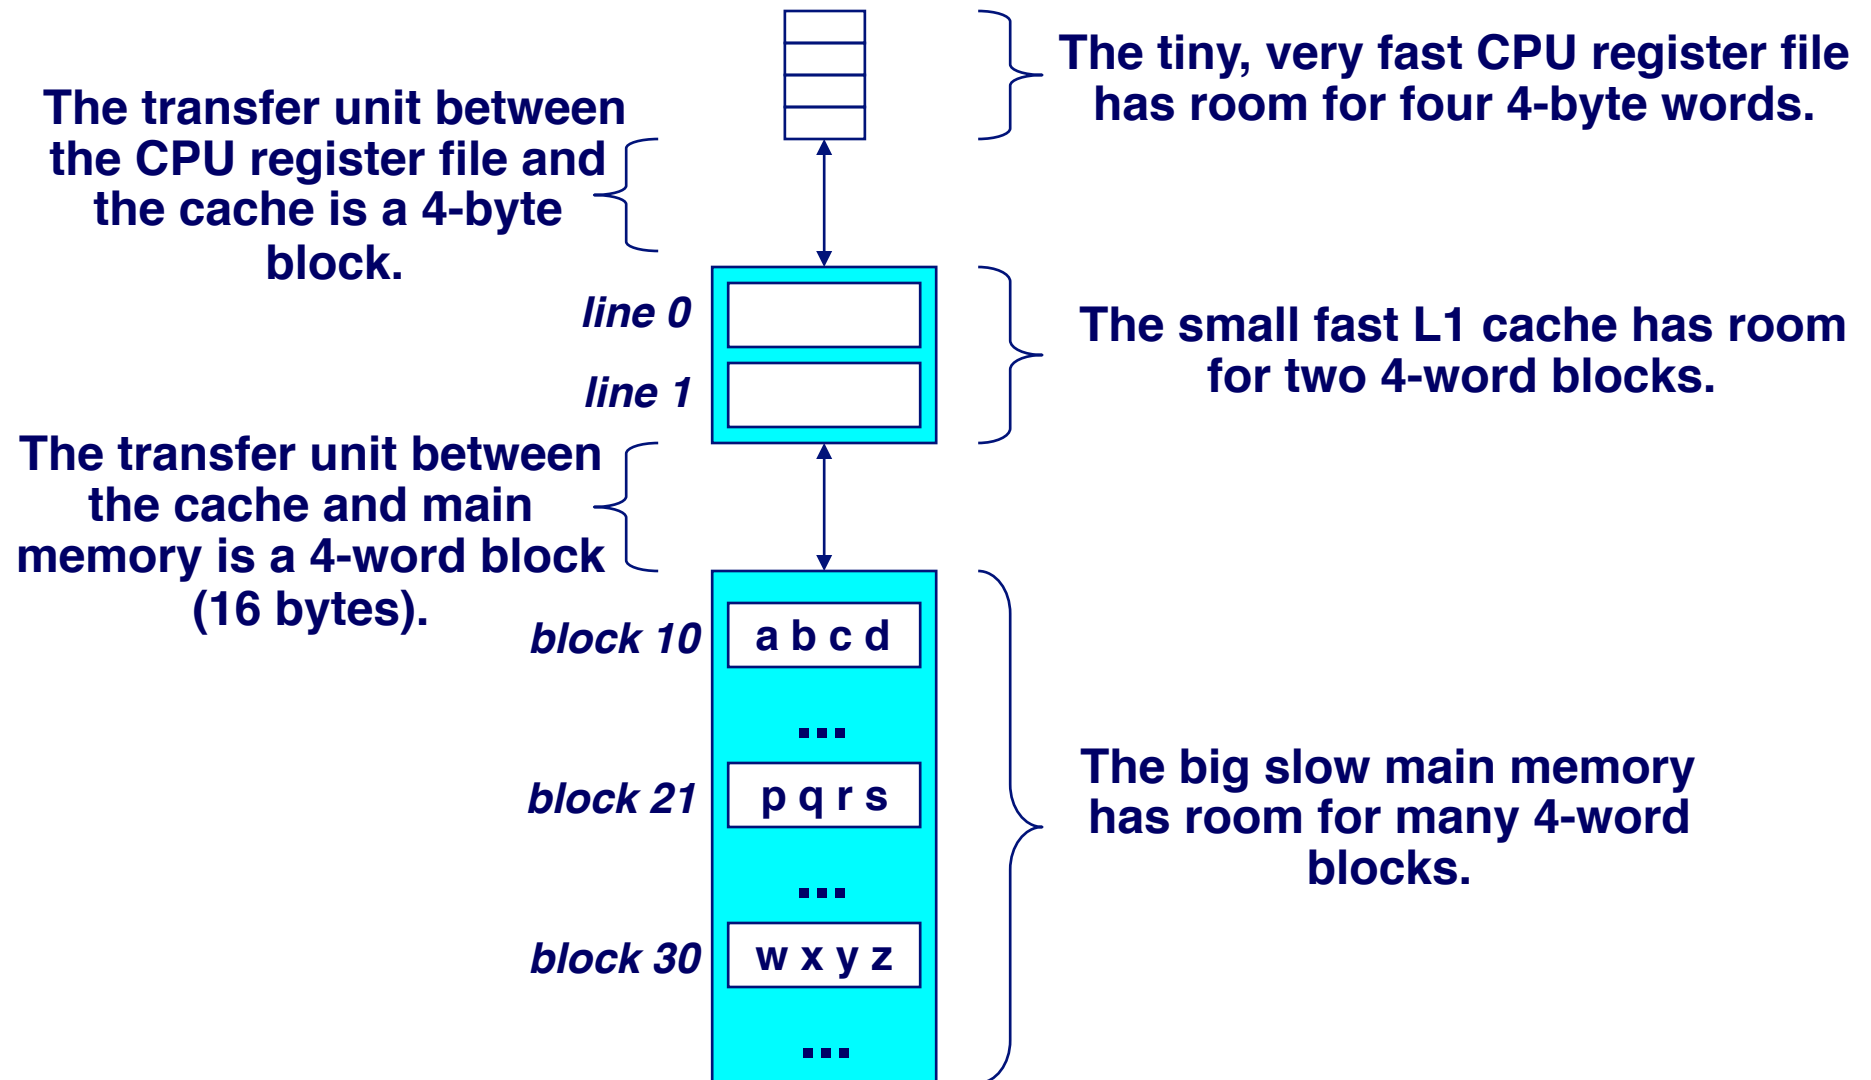 The tiny, very fast CPU register file
has room for four 4-byte words.
The transfer unit between
the CPU register file and
the cache is a 4-byte
block.
line 0
line 1
The small fast L1 cache has room
for two 4-word blocks.
The transfer unit between
the cache and main
memory is a 4-word block
(16 bytes).
block 10
a b c d
...
block 21
p q r s
...
block 30
w x y z
...
The big slow main memory
has room for many 4-word
blocks.